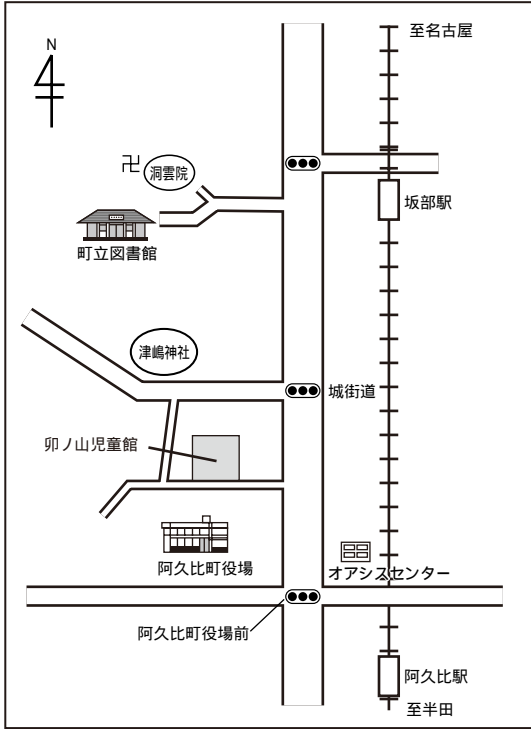 至名古屋
N
卍
洞雲院
坂部駅
町立図書館
津嶋神社
城街道
卯ノ山児童館
阿久比町役場
オアシスセンター
阿久比町役場前
阿久比駅
至半田